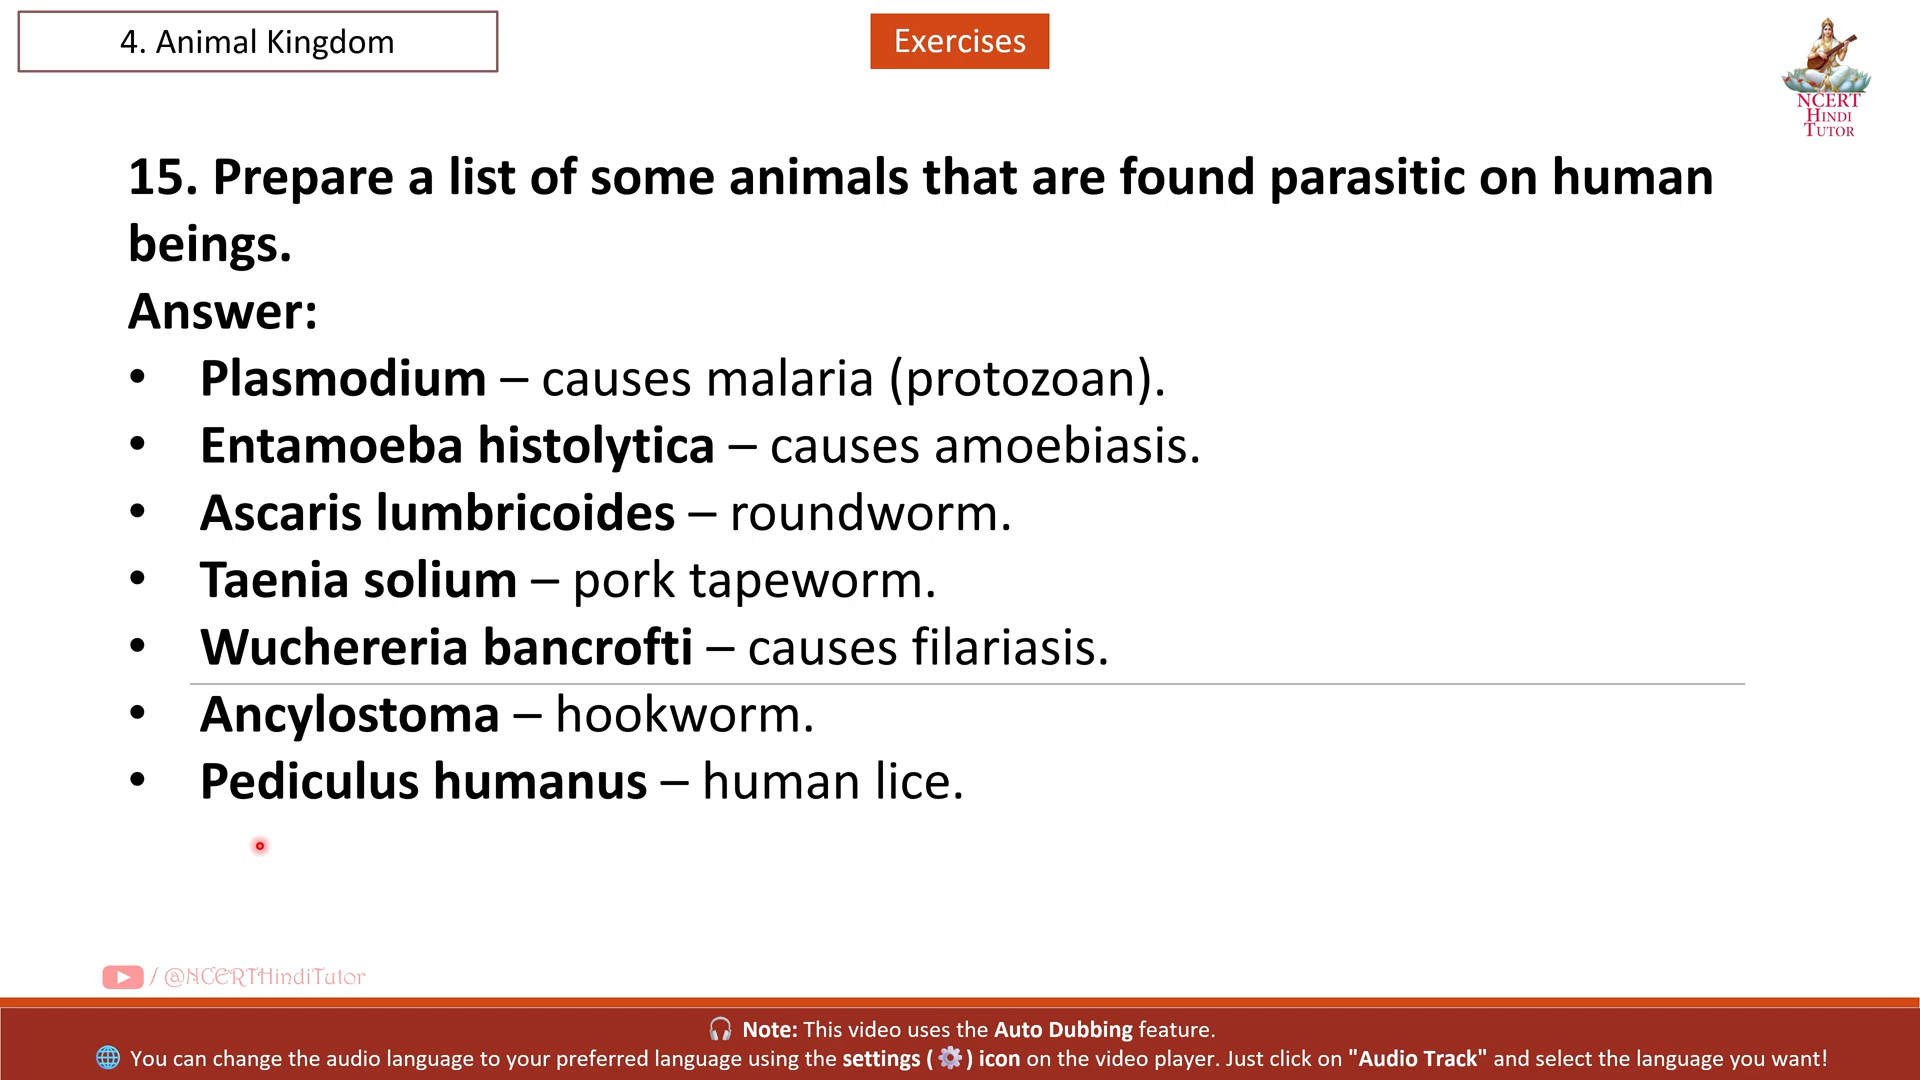 4. Animal Kingdom
Exercises
NCERT
HINDI
TUTOR
15. Prepare a list of some animals that are found parasitic on human
beings.
Answer:
• Plasmodium – causes malaria (protozoan).
• Entamoeba histolytica – causes amoebiasis.
• Ascaris lumbricoides – roundworm.
• Taenia solium – pork tapeworm.
• Wuchereria bancrofti – causes filariasis.
• Ancylostoma – hookworm.
• Pediculus humanus – human lice.
/ @NCERTHindiTutor
🎧 Note: This video uses the Auto Dubbing feature.
🌐 You can change the audio language to your preferred language using the settings ( ⚙️ ) icon on the video player. Just click on "Audio Track" and select the language you want!